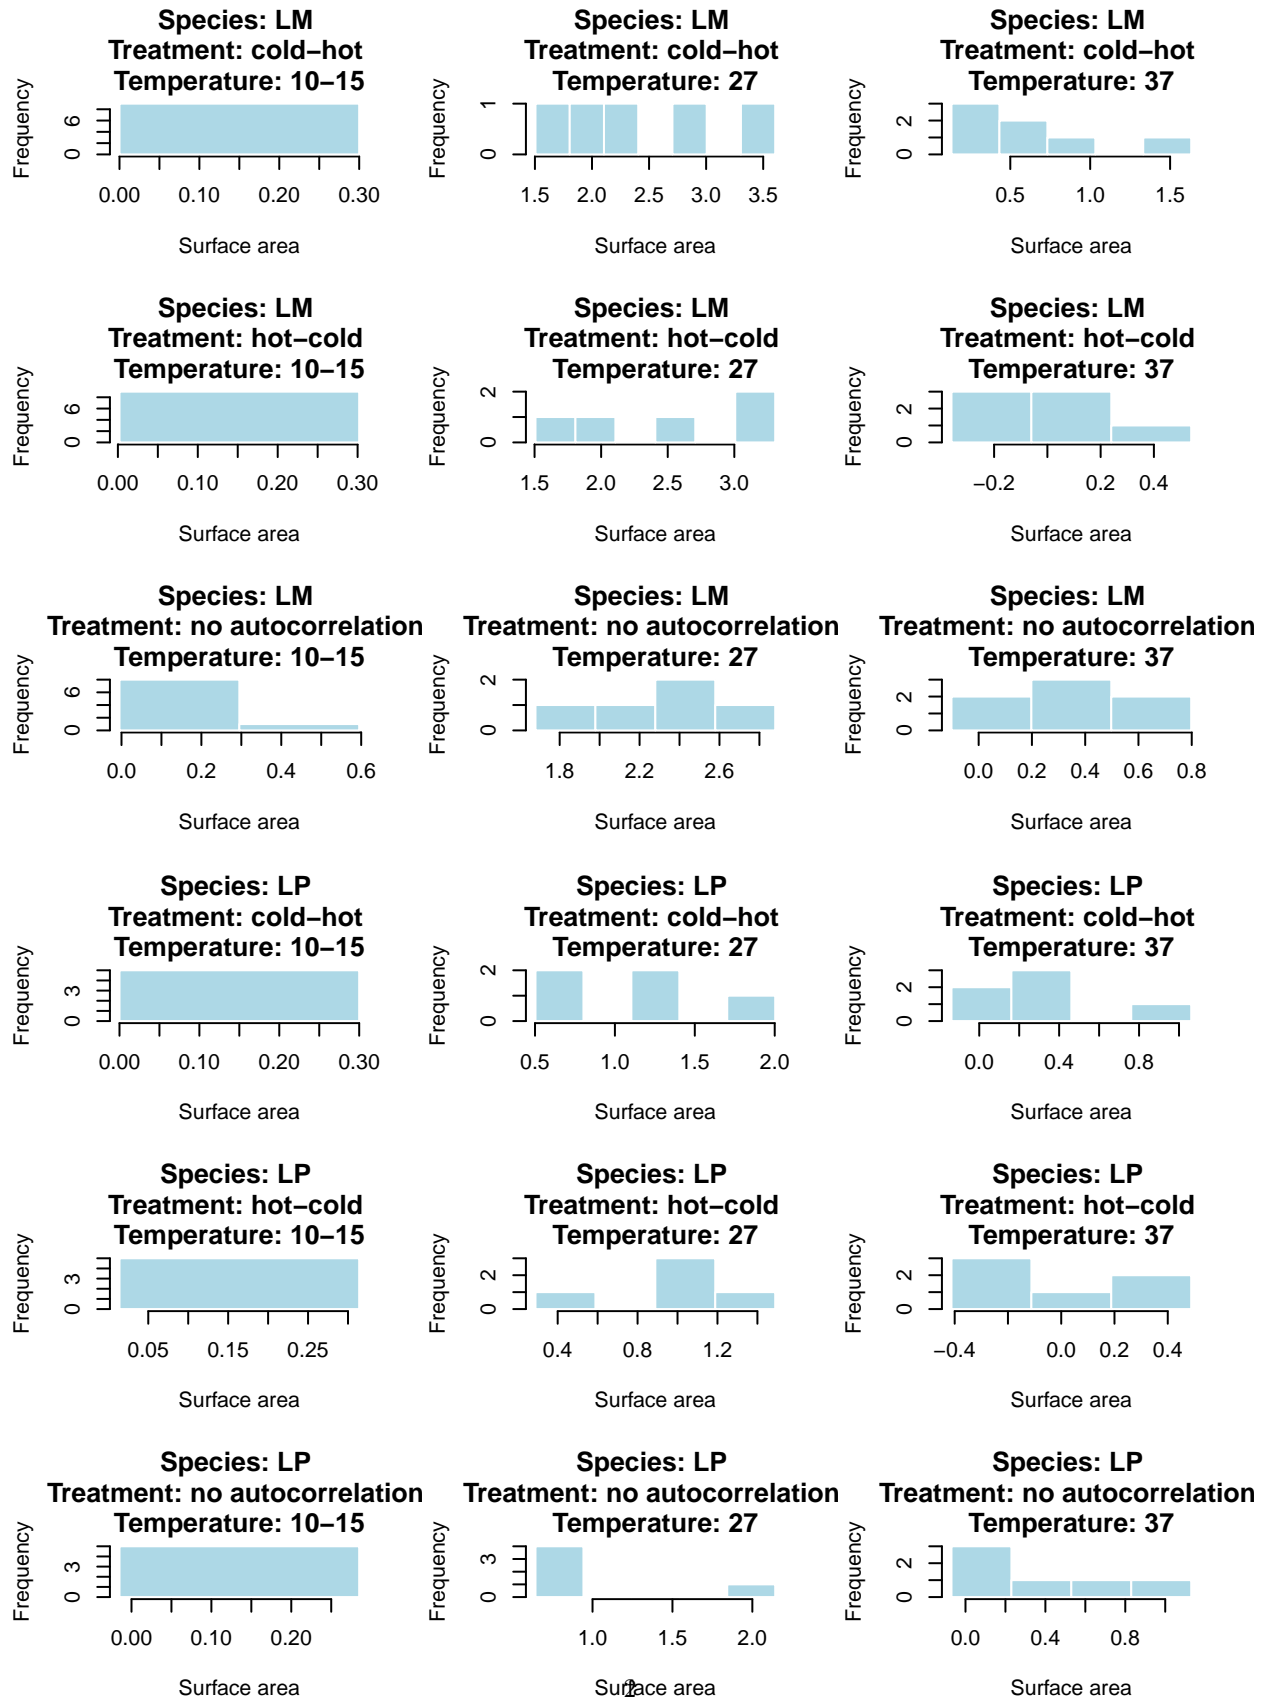 Species: LM Species: LM Species: LM
Treatment: cold−hot Treatment: cold−hot Treatment: cold−hot
Temperature: 10−15 Temperature: 27 Temperature: 37
Frequency Frequency Frequency
6 1 2
0 0 0
0.00 0.10 0.20 0.30 1.5 2.0 2.5 3.0 3.5 0.5 1.0 1.5
Surface area Surface area Surface area
Species: LM Species: LM Species: LM
Treatment: hot−cold Treatment: hot−cold Treatment: hot−cold
Temperature: 10−15 Temperature: 27 Temperature: 37
Frequency Frequency Frequency
6 2 2
0 0 0
0.00 0.10 0.20 0.30 1.5 2.0 2.5 3.0 −0.2 0.2 0.4
Surface area Surface area Surface area
Species: LM Species: LM Species: LM
Treatment: no autocorrelation Treatment: no autocorrelation Treatment: no autocorrelation
Temperature: 10−15 Temperature: 27 Temperature: 37
Frequency Frequency Frequency
6 2 2
0 0 0
0.0 0.2 0.4 0.6 1.8 2.2 2.6 0.0 0.2 0.4 0.6 0.8
Surface area Surface area Surface area
Species: LP Species: LP Species: LP
Treatment: cold−hot Treatment: cold−hot Treatment: cold−hot
Temperature: 10−15 Temperature: 27 Temperature: 37
Frequency Frequency Frequency
3 2 2
0 0 0
0.00 0.10 0.20 0.30 0.5 1.0 1.5 2.0 0.0 0.4 0.8
Surface area Surface area Surface area
Species: LP Species: LP Species: LP
Treatment: hot−cold Treatment: hot−cold Treatment: hot−cold
Temperature: 10−15 Temperature: 27 Temperature: 37
Frequency Frequency Frequency
3 2 2
0 0 0
0.05 0.15 0.25 0.4 0.8 1.2 −0.4 0.0 0.2 0.4
Surface area Surface area Surface area
Species: LP Species: LP Species: LP
Treatment: no autocorrelation Treatment: no autocorrelation Treatment: no autocorrelation
Temperature: 10−15 Temperature: 27 Temperature: 37
Frequency Frequency Frequency
3 3 2
0 0 0
0.00 0.10 0.20 1.0 1.5 2.0 0.0 0.4 0.8
Surface area Surface area Surface area
2